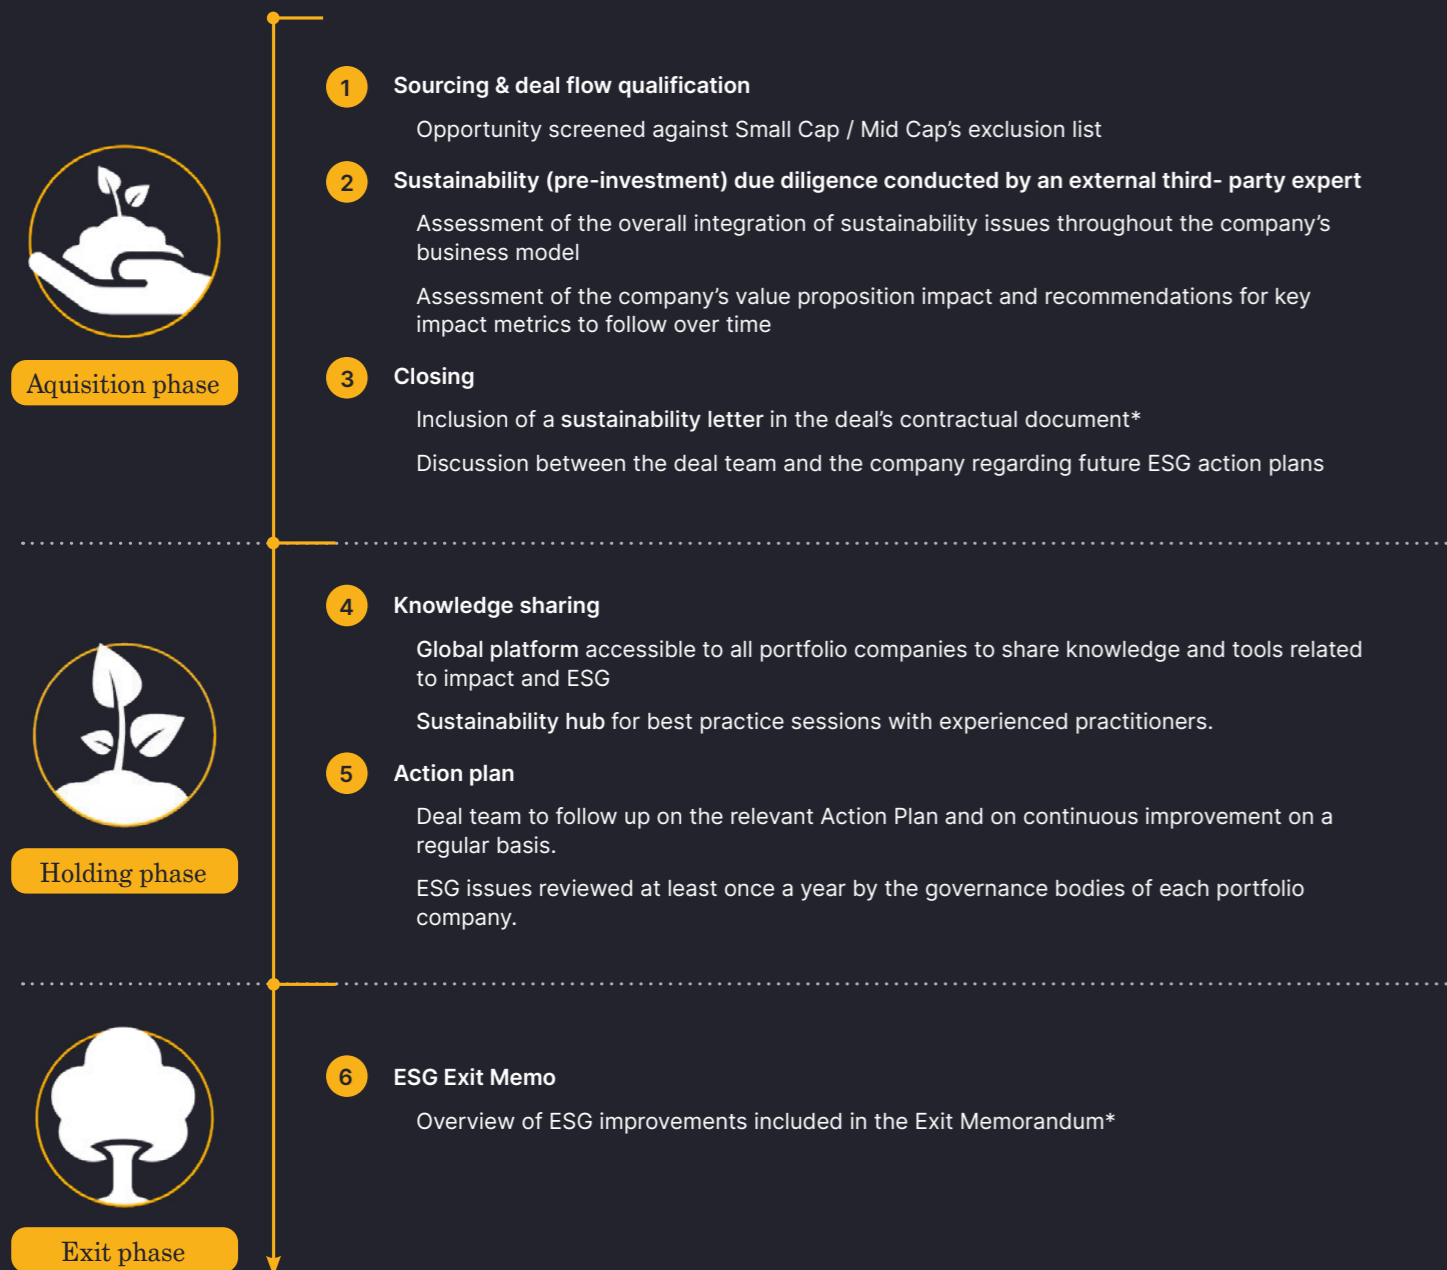 1 Sourcing & deal flow qualification
Opportunity screened against Small Cap / Mid Cap’s exclusion list
2 Sustainability (pre-investment) due diligence conducted by an external third- party expert
Assessment of the overall integration of sustainability issues throughout the company’s
business model
Assessment of the company’s value proposition impact and recommendations for key
impact metrics to follow over time
Aquisition phase
3 Closing
Inclusion of a sustainability letter in the deal’s contractual document*
Discussion between the deal team and the company regarding future ESG action plans
4 Knowledge sharing
Global platform accessible to all portfolio companies to share knowledge and tools related
to impact and ESG
Sustainability hub for best practice sessions with experienced practitioners.
5 Action plan
Deal team to follow up on the relevant Action Plan and on continuous improvement on a
regular basis.
Holding phase
ESG issues reviewed at least once a year by the governance bodies of each portfolio
company.
6 ESG Exit Memo
Overview of ESG improvements included in the Exit Memorandum*
Exit phase